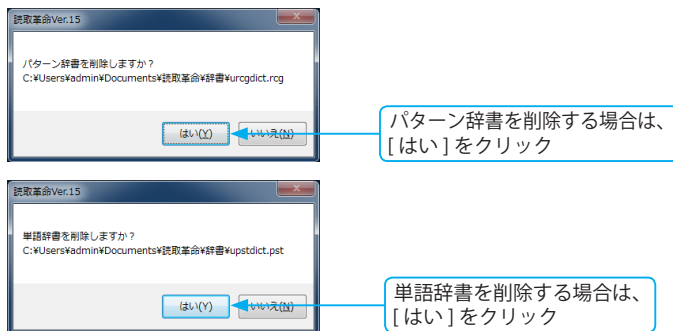 読取革命Ver.15
パターン辞書を削除しますか？
C:¥Users¥admin¥Documents¥読取革命¥辞書¥urcgdict.rcg
はい(Y)
いいえ(N)
パターン辞書を削除する場合は、
[ はい ] をクリック
読取革命Ver.15
単語辞書を削除しますか？
C:¥Users¥admin¥Documents¥読取革命¥辞書¥upstdict.pst
はい(Y)
いいえ(N)
単語辞書を削除する場合は、
[ はい ] をクリック